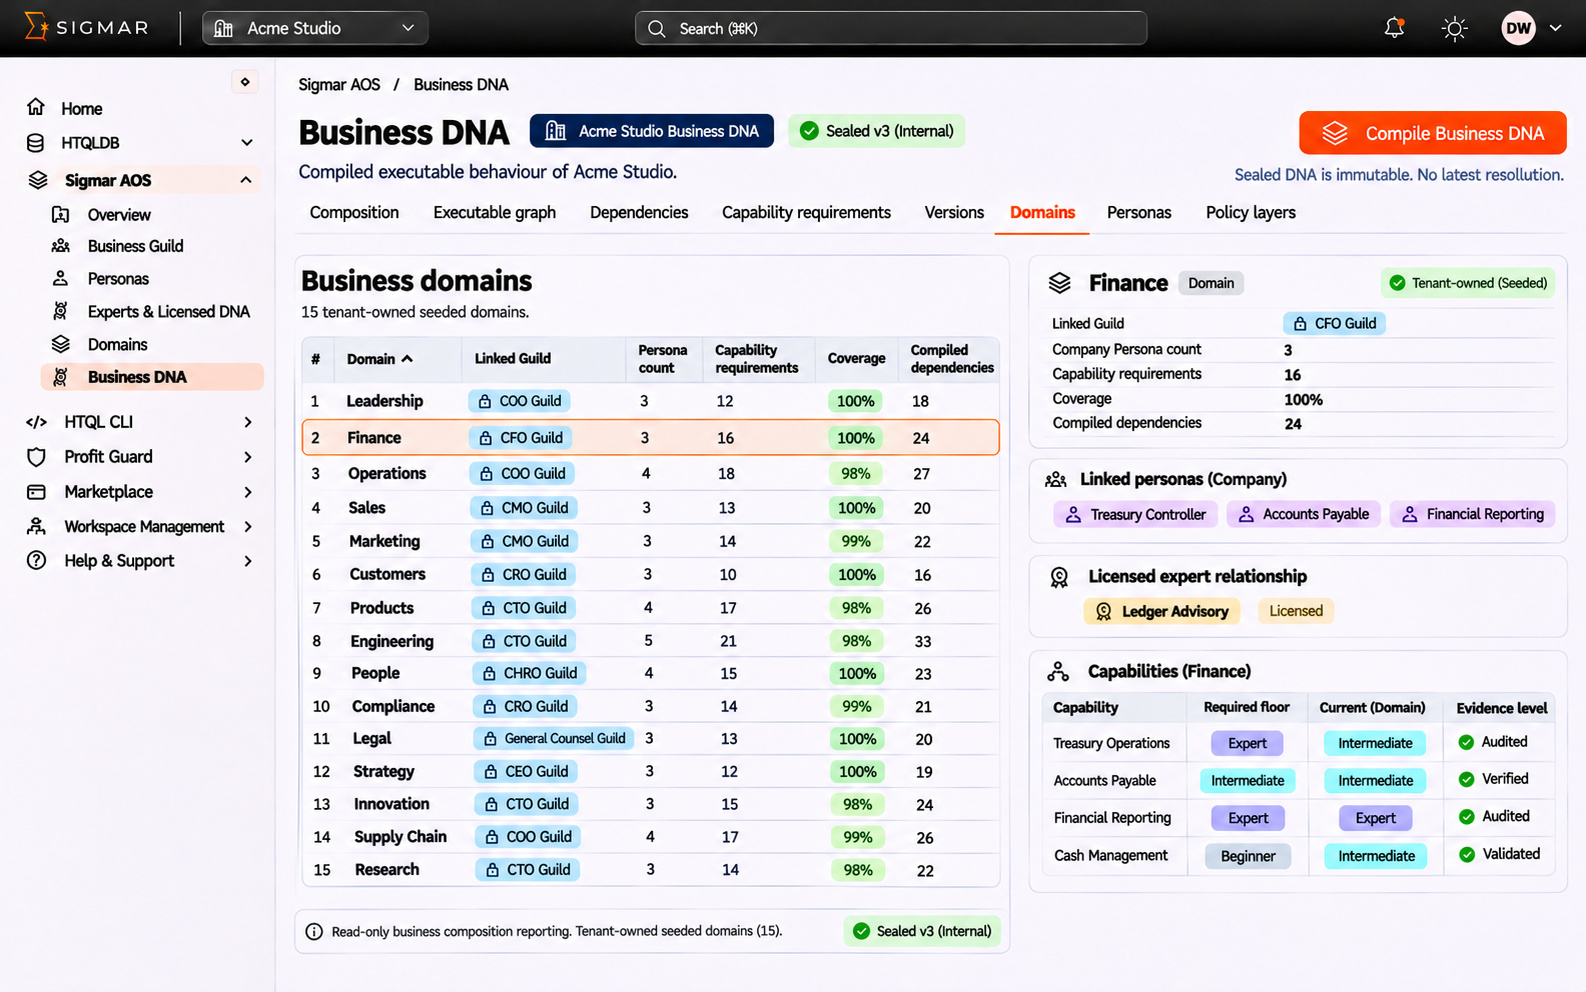 SIGMAR
Acme Studio
Search (⌘K)
DW
Home
HTQLDB
Sigmar AOS
Overview
Business Guild
Personas
Experts & Licensed DNA
Domains
Business DNA
HTQL CLI
Profit Guard
Marketplace
Workspace Management
Help & Support
Sigmar AOS / Business DNA
Business DNA
Acme Studio Business DNA
Sealed v3 (Internal)
Compile Business DNA
Compiled executable behaviour of Acme Studio.
Sealed DNA is immutable. No latest resollution.
Composition Executable graph Dependencies Capability requirements Versions Domains Personas Policy layers
Business domains
15 tenant-owned seeded domains.
# Domain Linked Guild Persona count Capability requirements Coverage Compiled dependencies
1 Leadership COO Guild 3 12 100% 18
2 Finance CFO Guild 3 16 100% 24
3 Operations COO Guild 4 18 98% 27
4 Sales CMO Guild 3 13 100% 20
5 Marketing CMO Guild 3 14 99% 22
6 Customers CRO Guild 3 10 100% 16
7 Products CTO Guild 4 17 98% 26
8 Engineering CTO Guild 5 21 98% 33
9 People CHRO Guild 4 15 100% 23
10 Compliance CRO Guild 3 14 99% 21
11 Legal General Counsel Guild 3 13 100% 20
12 Strategy CEO Guild 3 12 100% 19
13 Innovation CTO Guild 3 15 98% 24
14 Supply Chain COO Guild 4 17 99% 26
15 Research CTO Guild 3 14 98% 22
Read-only business composition reporting. Tenant-owned seeded domains (15).
Sealed v3 (Internal)
Finance Domain Tenant-owned (Seeded)
Linked Guild CFO Guild
Company Persona count 3
Capability requirements 16
Coverage 100%
Compiled dependencies 24
Linked personas (Company)
Treasury Controller Accounts Payable Financial Reporting
Licensed expert relationship
Ledger Advisory Licensed
Capabilities (Finance)
Capability Required floor Current (Domain) Evidence level
Treasury Operations Expert Intermediate Audited
Accounts Payable Intermediate Intermediate Verified
Financial Reporting Expert Expert Audited
Cash Management Beginner Intermediate Validated